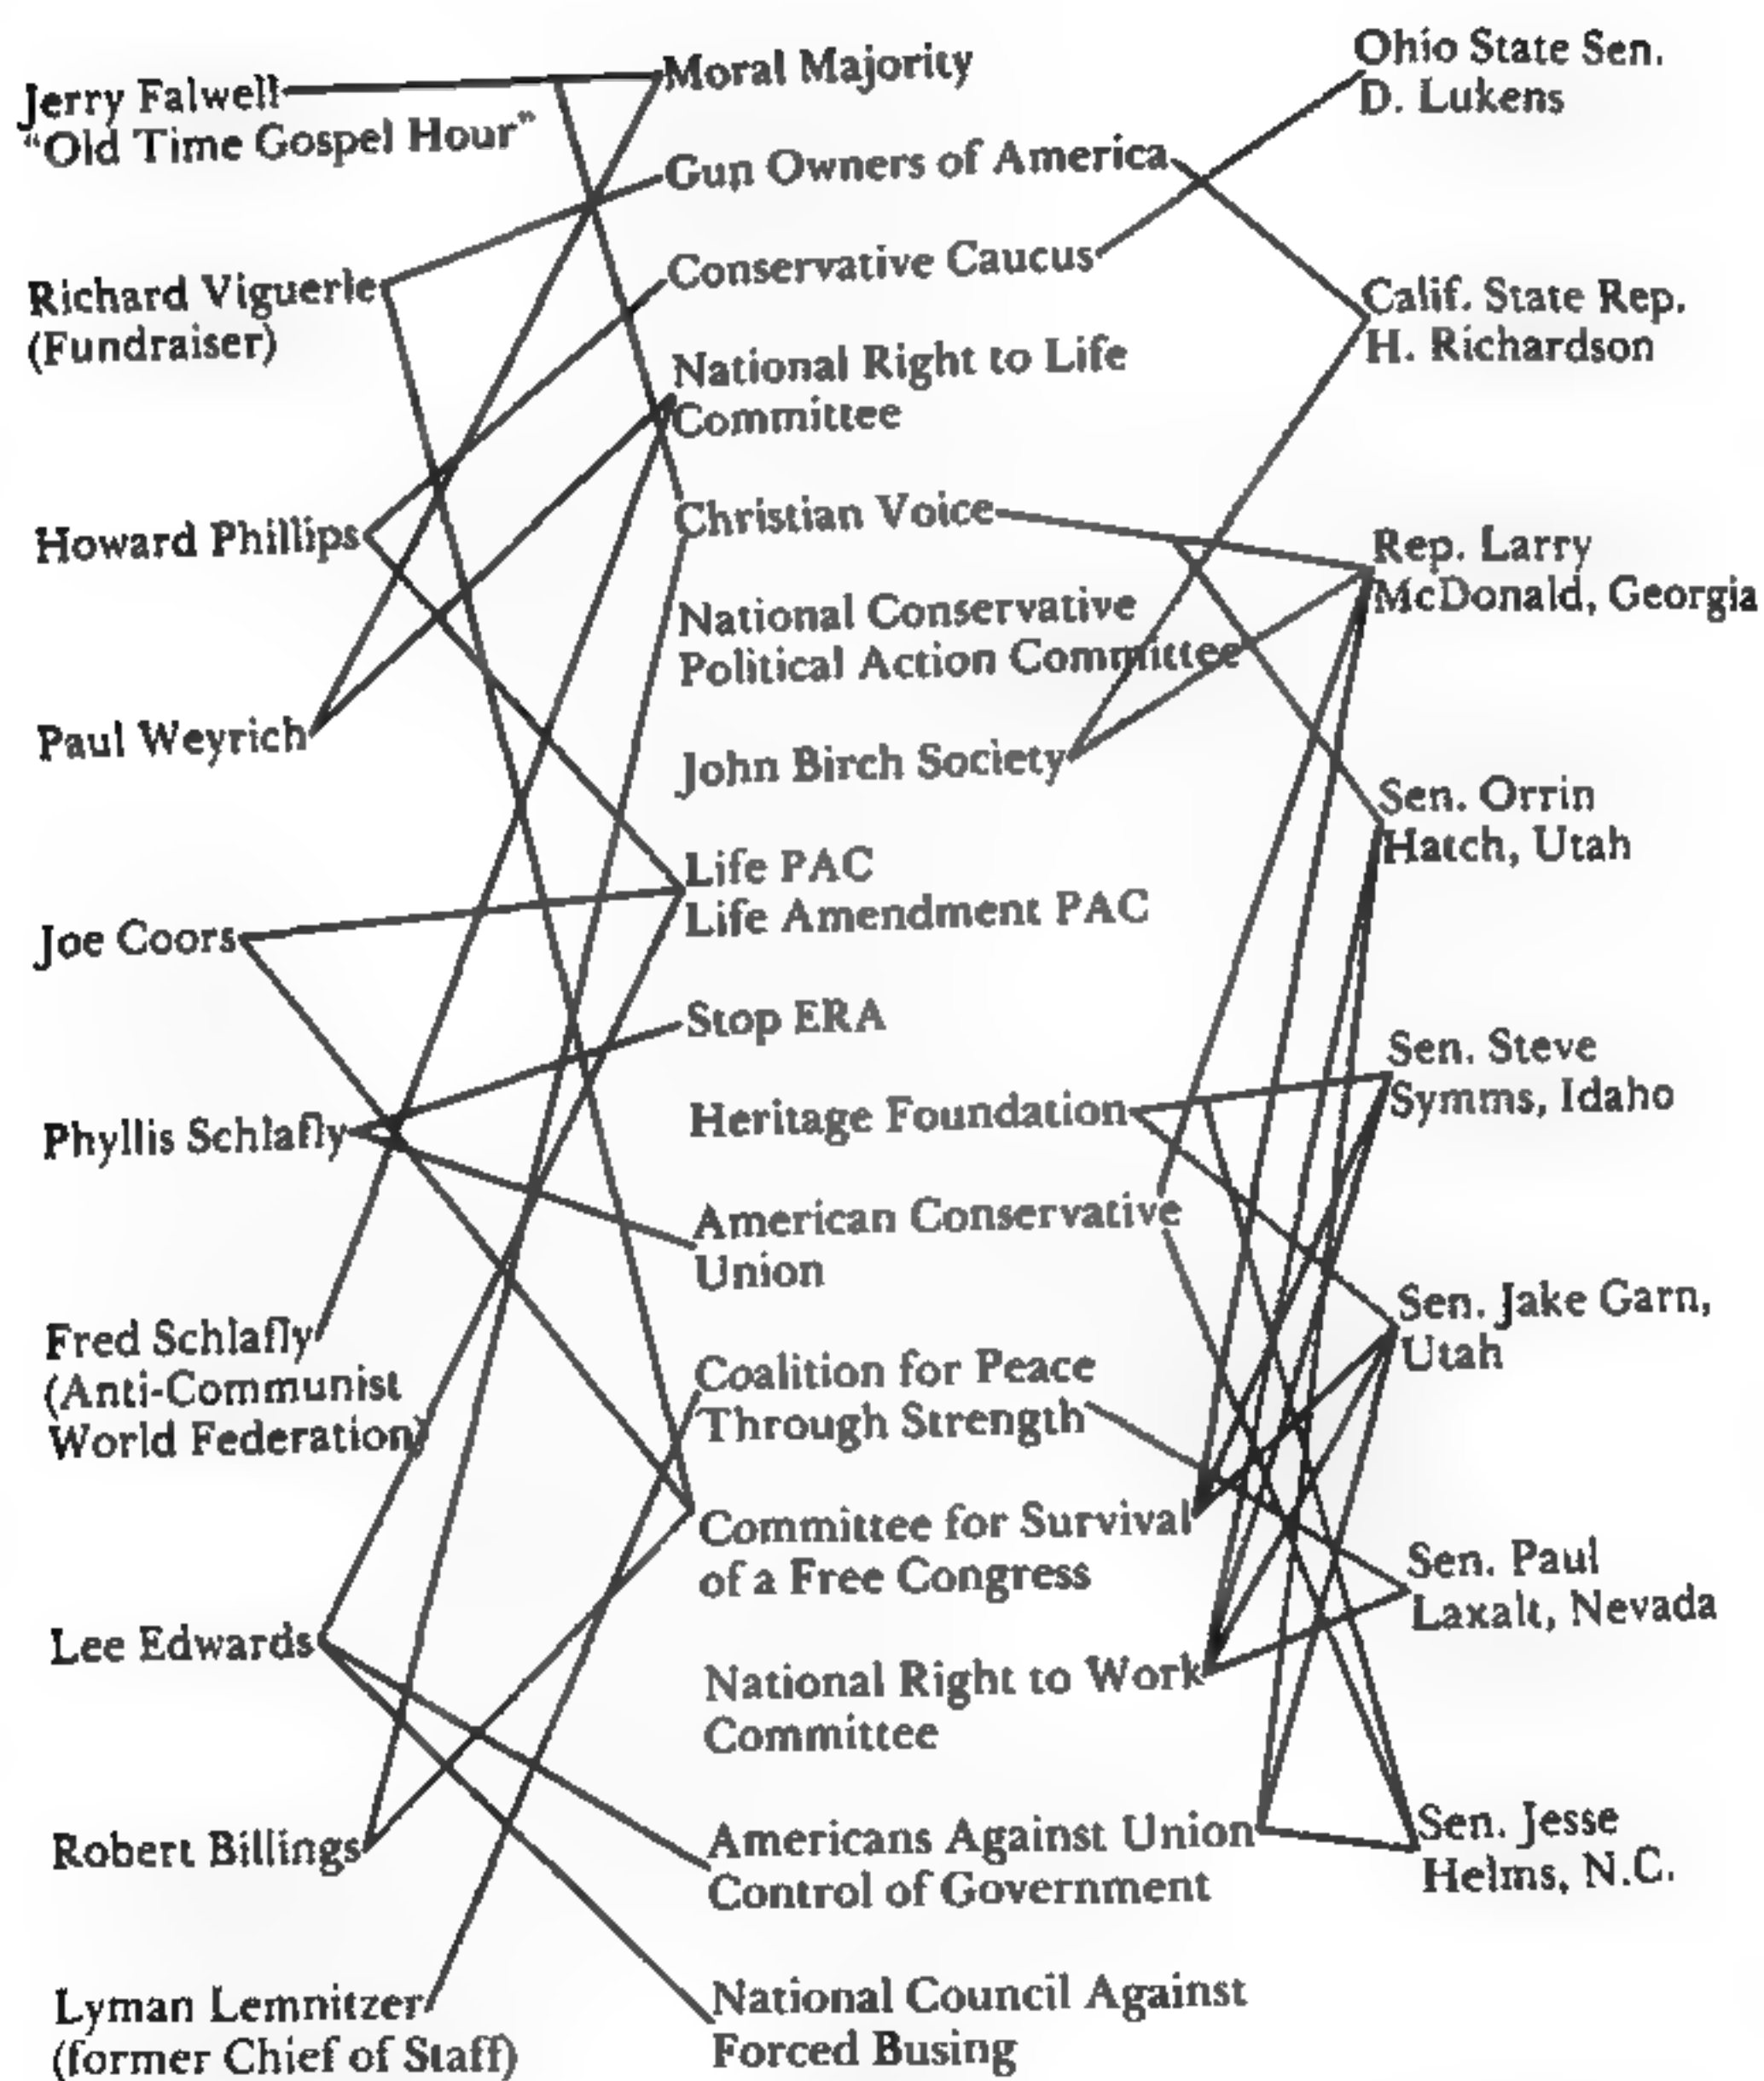 Jerry Falwell
"Old Time Gospel Hour"
Richard Viguerie
(Fundraiser)
Howard Phillips
Paul Weyrich
Joe Coors
Phyllis Schlafly
Fred Schlafly
(Anti-Communist
World Federation)
Lee Edwards
Robert Billings
Lyman Lemnitzer
(former Chief of Staff)
Moral Majority
Gun Owners of America
Conservative Caucus
National Right to Life
Committee
Christian Voice
National Conservative
Political Action Committee
John Birch Society
Life PAC
Life Amendment PAC
Stop ERA
Heritage Foundation
American Conservative
Union
Coalition for Peace
Through Strength
Committee for Survival
of a Free Congress
National Right to Work
Committee
Americans Against Union
Control of Government
National Council Against
Forced Busing
Ohio State Sen.
D. Lukens
Calif. State Rep.
H. Richardson
Rep. Larry
McDonald, Georgia
Sen. Orrin
Hatch, Utah
Sen. Steve
Symms, Idaho
Sen. Jake Garn,
Utah
Sen. Paul
Laxalt, Nevada
Sen. Jesse
Helms, N.C.